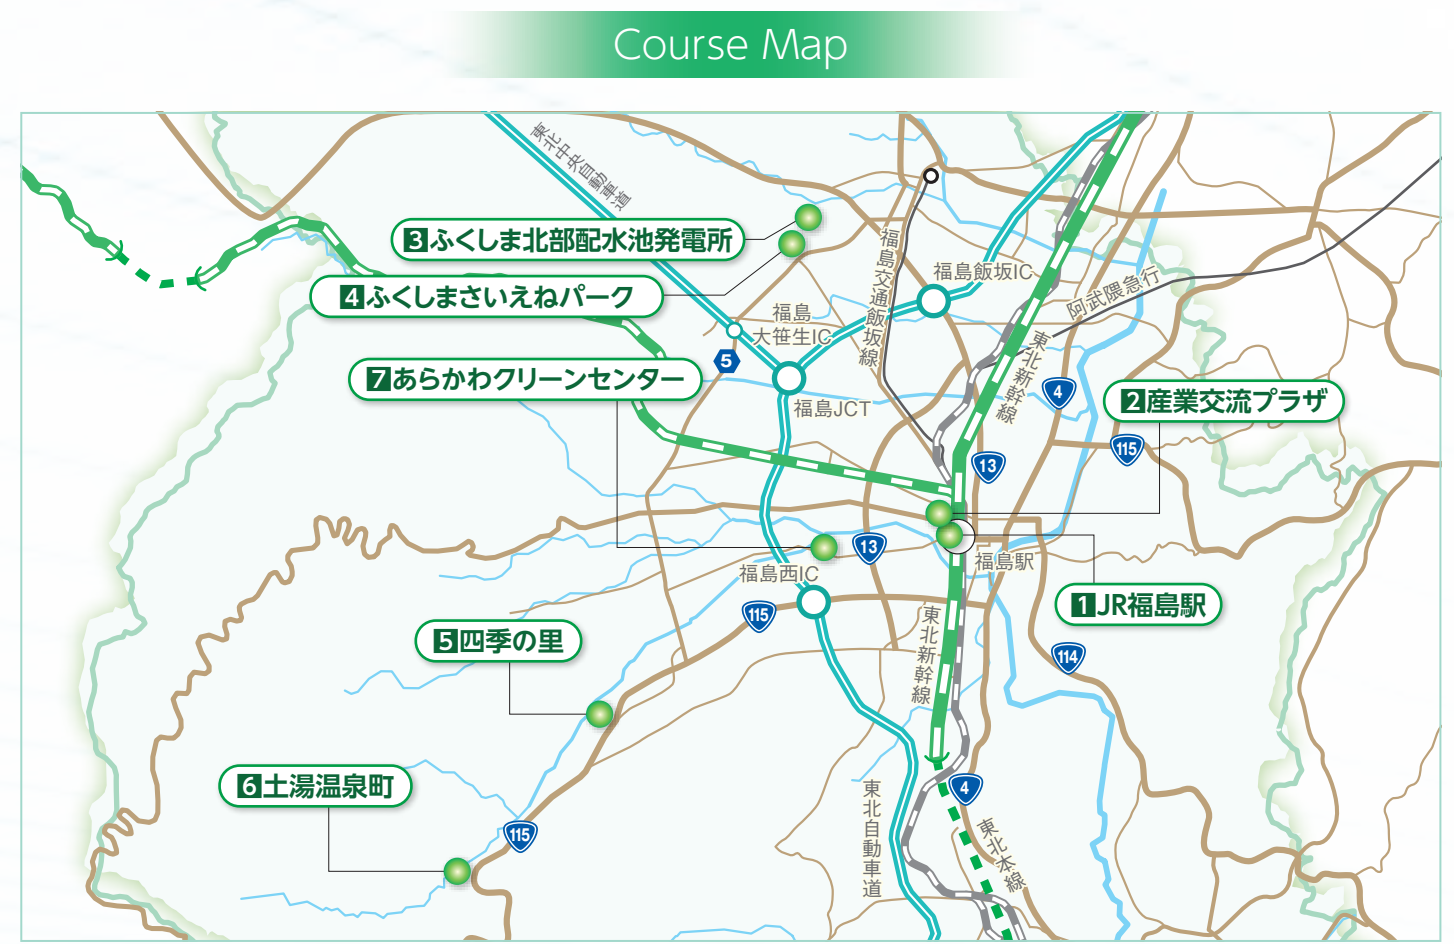 Course Map
東北中央自動車道
3 ふくしま北部配水池発電所
4 ふくしまさいえねパーク
福島交通飯坂線
福島飯坂IC
阿武隈急行
福島
大笹生IC
5
東北新幹線
7 あらかわクリーンセンター
福島JCT
4
2 産業交流プラザ
115
13
13
福島駅
福島西IC
1 JR福島駅
115
5 四季の里
東北新幹線
114
6 土湯温泉町
115
東北自動車道
4
東北本線